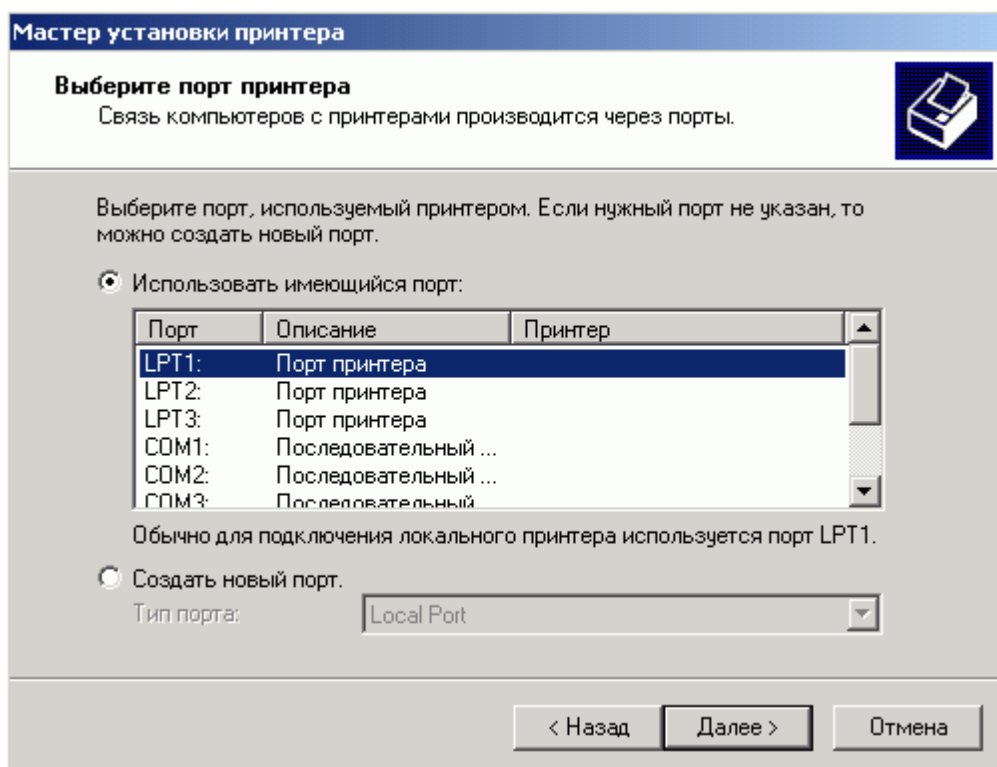 Мастер установки принтера
Выберите порт принтера
Связь компьютеров с принтерами производится через порты.
Выберите порт, используемый принтером. Если нужный порт не указан, то
можно создать новый порт.
Использовать имеющийся порт:
Порт Описание Принтер
LPT1: Порт принтера
LPT2: Порт принтера
LPT3: Порт принтера
COM1: Последовательный ...
COM2: Последовательный ...
COM3: Последовательный
Обычно для подключения локального принтера используется порт LPT1.
Создать новый порт.
Тип порта: Local Port
< Назад Далее > Отмена